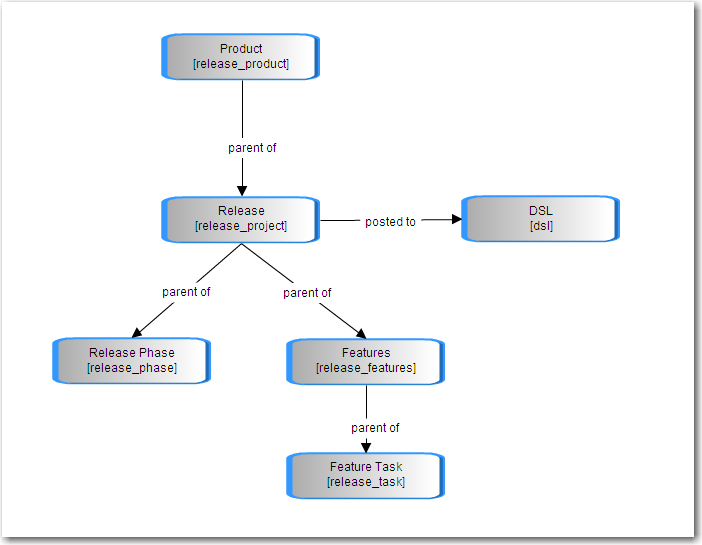 Product
[release_product]
parent of
Release
[release_project]
posted to
DSL
[dsl]
parent of
parent of
Release Phase
[release_phase]
Features
[release_features]
parent of
Feature Task
[release_task]